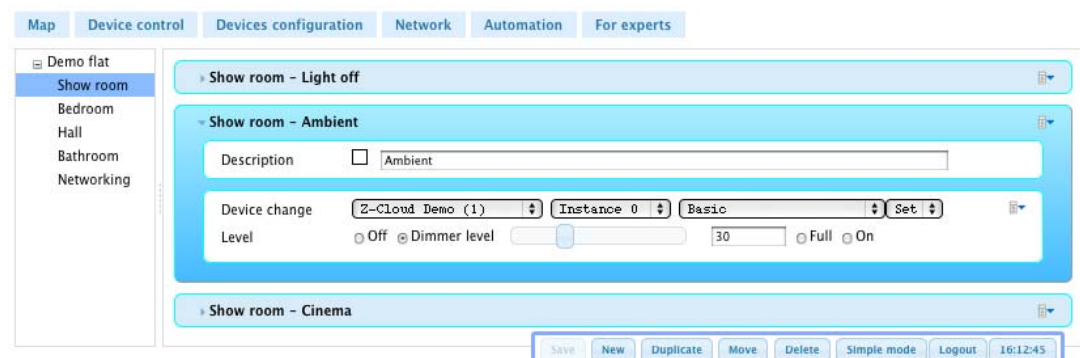 Map Device control Devices configuration Network Automation For experts
Demo flat
Show room
Bedroom
Hall
Bathroom
Networking
Show room - Light off
Show room - Ambient
Description Ambient
Device change Z-Cloud Demo (1) Instance 0 Basic Set
Level Off Dimmer level 30 Full On
Show room - Cinema
Save New Duplicate Move Delete Simple mode Logout 16:12:45